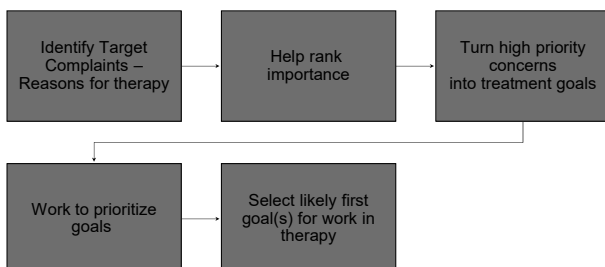 Identify Target
Complaints –
Reasons for therapy
Help rank
importance
Turn high priority
concerns
into treatment goals
Work to prioritize
goals
Select likely first
goal(s) for work in
therapy